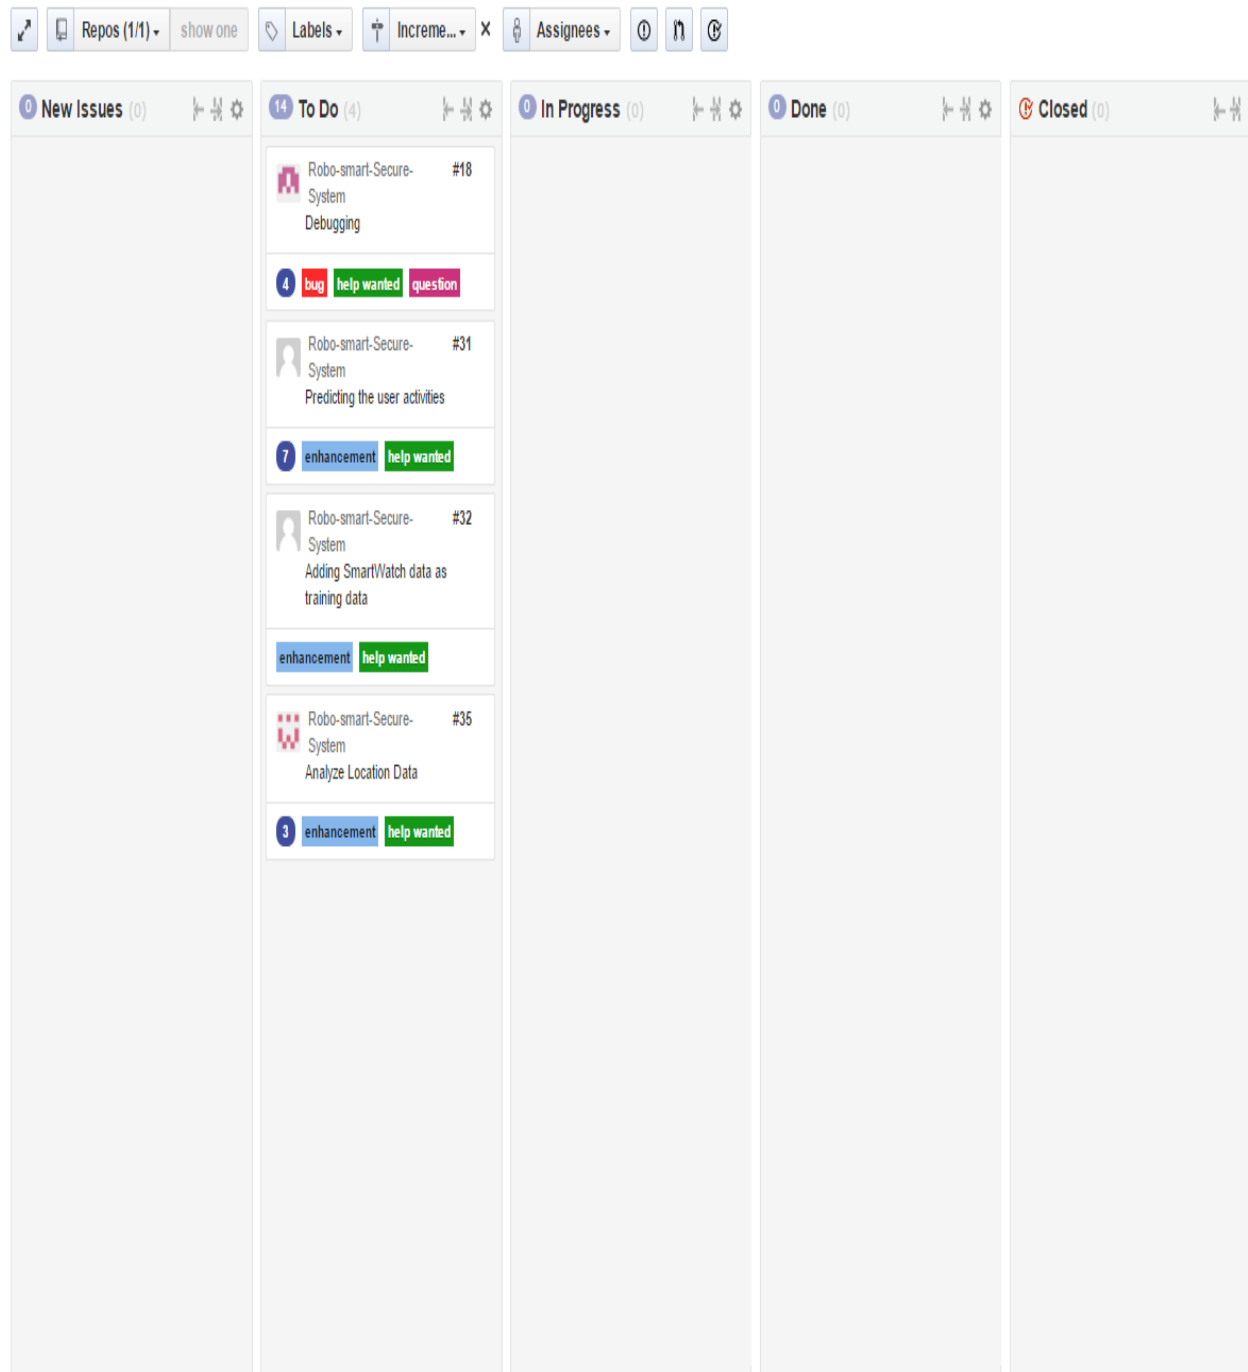 Repos (1/1) show one Labels Increme... × Assignees
0 New Issues (0)
14 To Do (4)
0 In Progress (0)
0 Done (0)
Closed (0)
Robo-smart-Secure- #18
System
Debugging
4 bug help wanted question
Robo-smart-Secure- #31
System
Predicting the user activities
7 enhancement help wanted
Robo-smart-Secure- #32
System
Adding SmartWatch data as
training data
enhancement help wanted
Robo-smart-Secure- #35
System
Analyze Location Data
3 enhancement help wanted